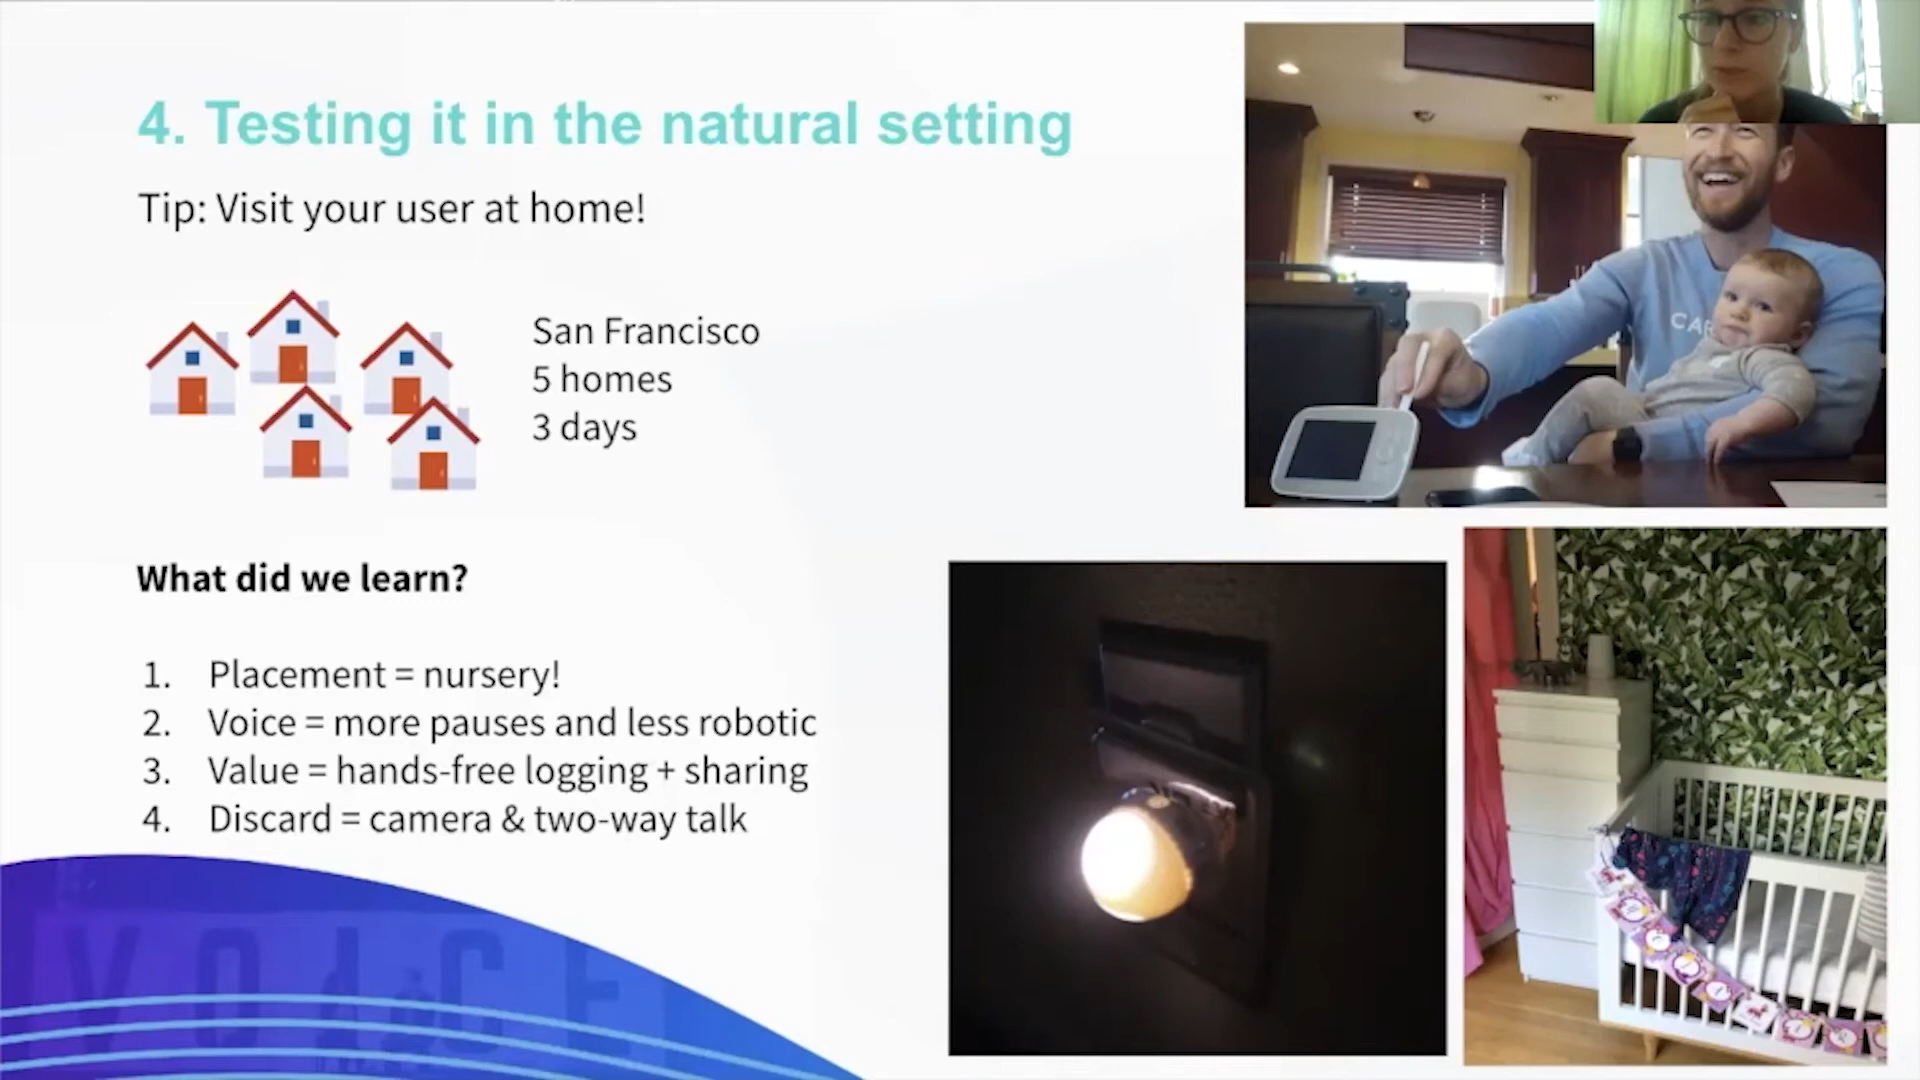 4. Testing it in the natural setting
Tip: Visit your user at home!
San Francisco
5 homes
3 days
What did we learn?
1. Placement = nursery!
2. Voice = more pauses and less robotic
3. Value = hands-free logging + sharing
4. Discard = camera & two-way talk
VOICE